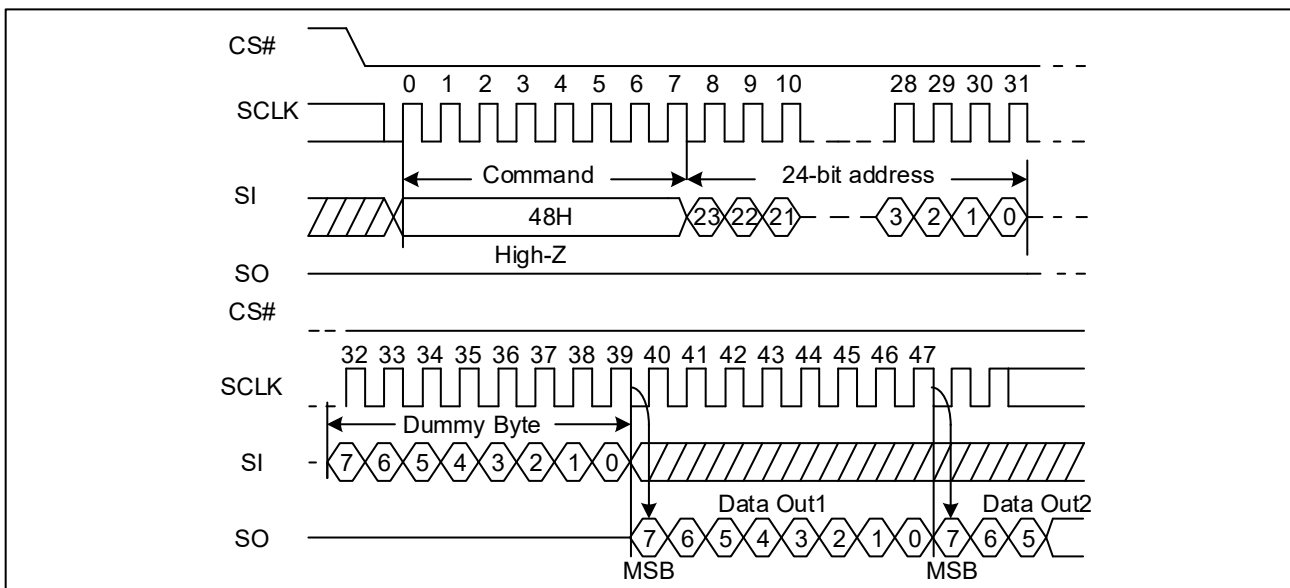 CS#
0 1 2 3 4 5 6 7 8 9 10 28 29 30 31
SCLK
Command 24-bit address
SI
48H 23 22 21 3 2 1 0
High-Z
SO
CS#
32 33 34 35 36 37 38 39 40 41 42 43 44 45 46 47
SCLK
Dummy Byte
SI 7 6 5 4 3 2 1 0
Data Out1 Data Out2
SO 7 6 5 4 3 2 1 0 7 6 5
MSB MSB